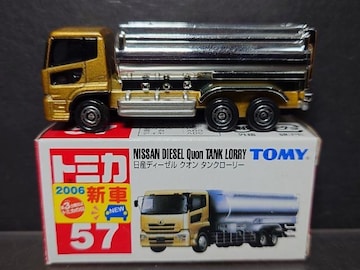 トミカ
NISSAN DIESEL Quon TANK LORRY
TOMY
日産ディーゼル クオン タンクローリー
2006
新車
NEW
57